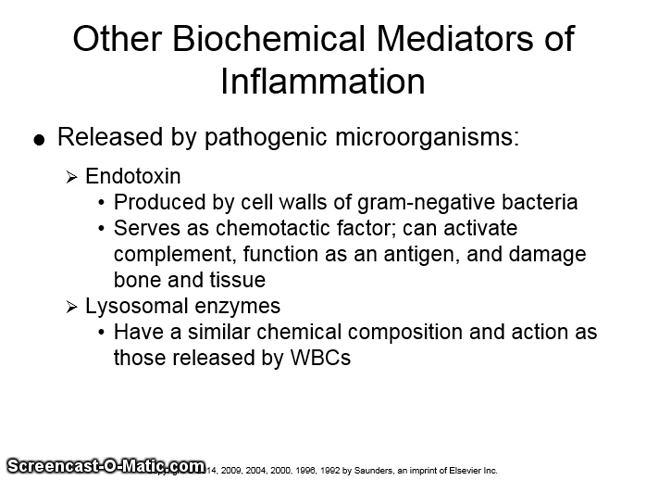 Other Biochemical Mediators of
Inflammation
● Released by pathogenic microorganisms:
➢ Endotoxin
• Produced by cell walls of gram-negative bacteria
• Serves as chemotactic factor; can activate
complement, function as an antigen, and damage
bone and tissue
➢ Lysosomal enzymes
• Have a similar chemical composition and action as
those released by WBCs
Screencast-O-Matic.com 14, 2009, 2004, 2000, 1996, 1992 by Saunders, an imprint of Elsevier Inc.